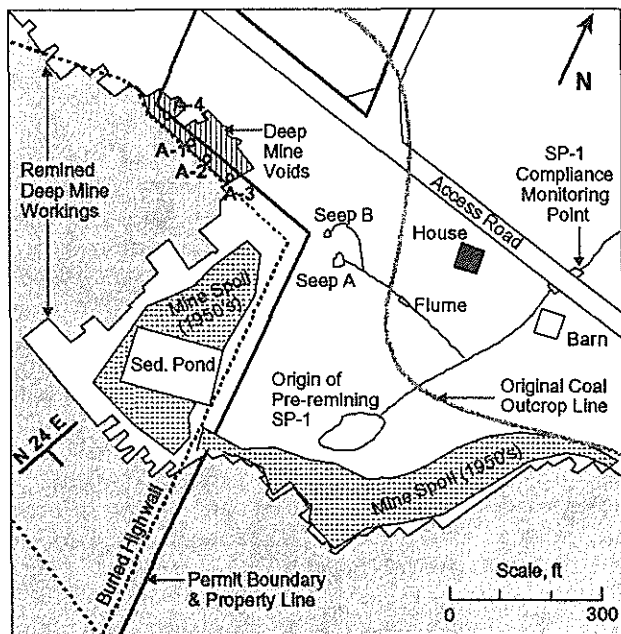 N
A-4
A-1
A-2
A-3
Deep
Mine
Voids
Remined
Deep Mine
Workings
SP-1
Compliance
Monitoring
Point
Access Road
Seep B
House
Seep A
Flume
Barn
Mine Spoil
(1950's)
Sed. Pond
Origin of
Pre-remining
SP-1
Original Coal
Outcrop Line
N 24 E
Mine Spoil (1950's)
Buried Highwall
Permit Boundary
& Property Line
Scale, ft
0 300